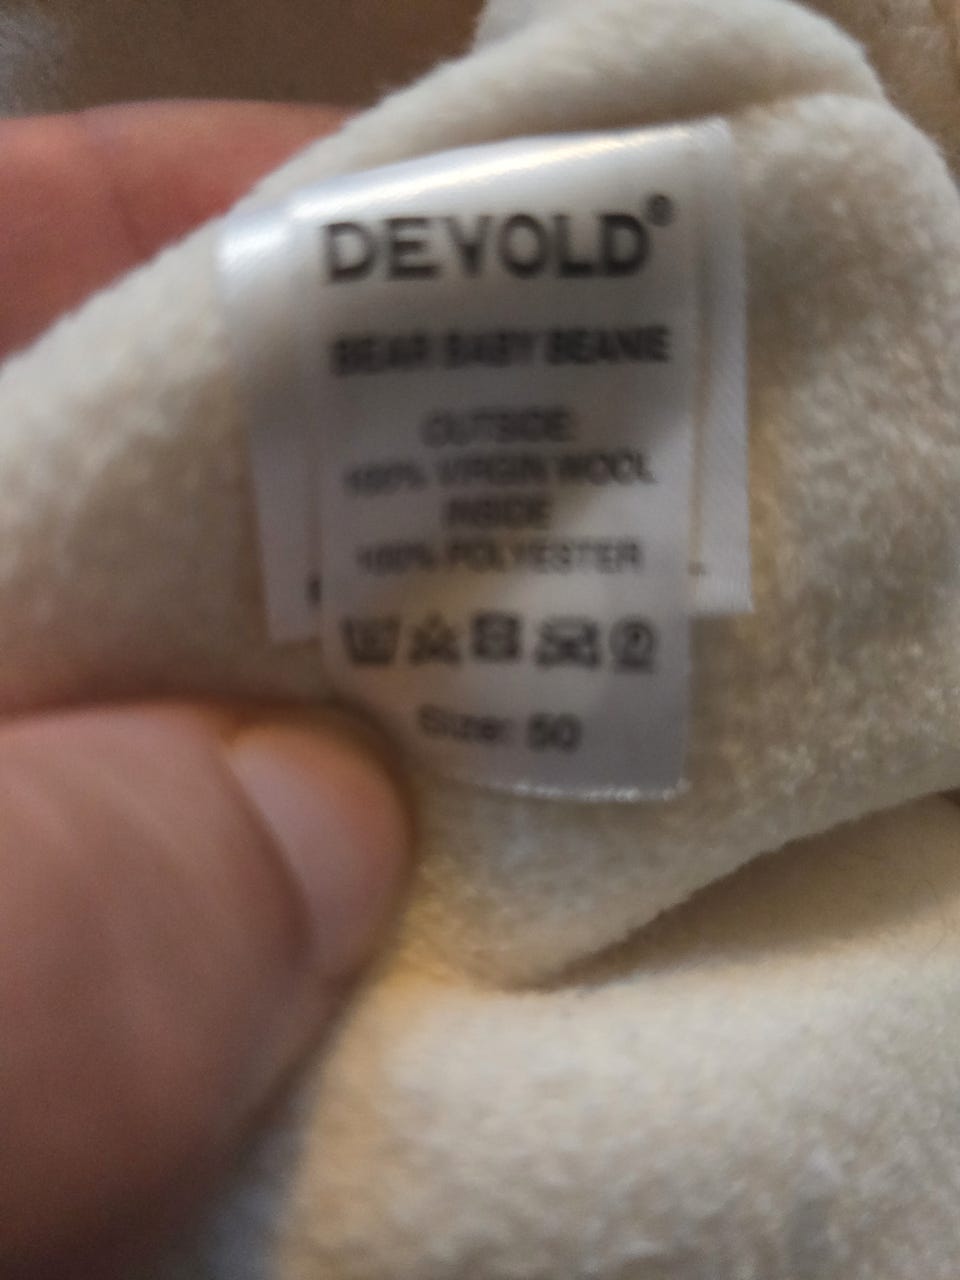 DEVOLD®
BEAR BABY BEANIE
OUTSIDE
100% VIRGIN WOOL
INSIDE
100% POLYESTER
Size: 50